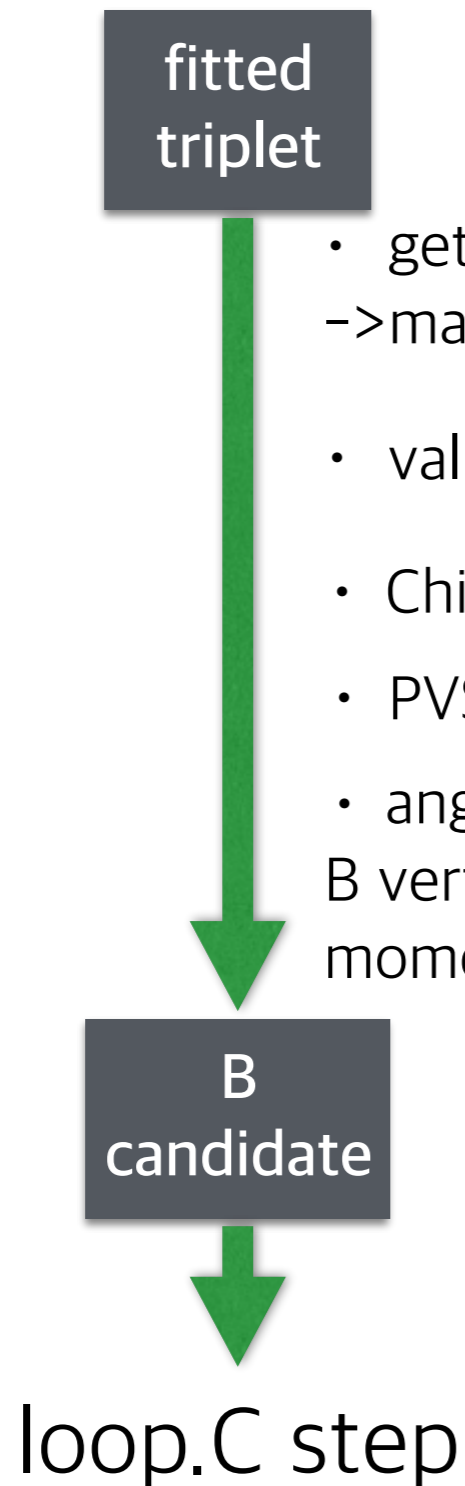 fitted
triplet
• get
->ma
• val
• Chi
• PVS
• ang
B vert
mome
B
candidate
loop.C step